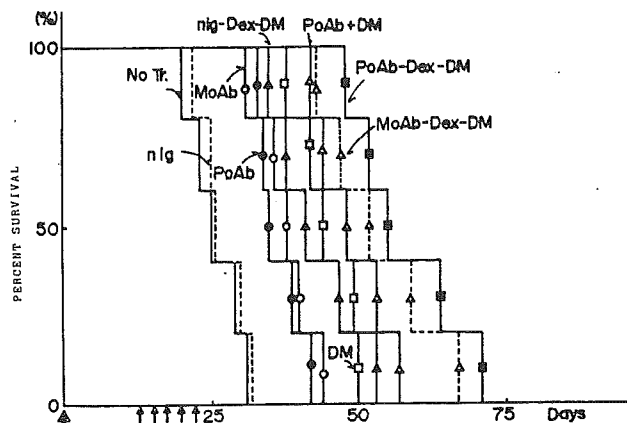 (%)
nig-Dex-DM
PoAb+DM
100
No Tr.
MoAb
PoAb-Dex-DM
MoAb-Dex-DM
nIg
PoAb
PERCENT SURVIVAL
50
DM
0
25
50
75
Days